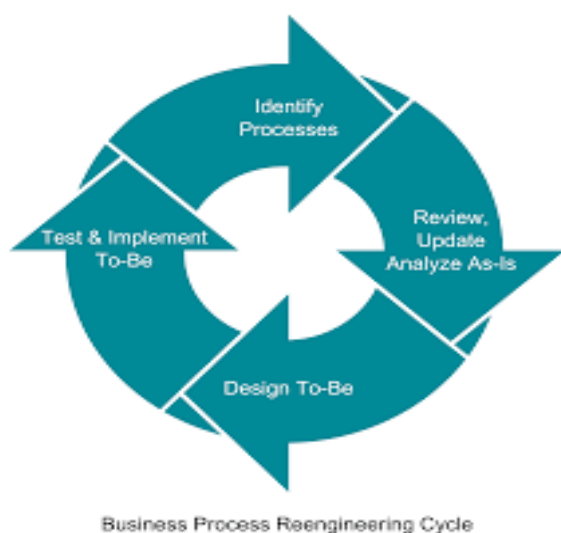 Identify
Processes
Review,
Update
Analyze As-Is
Design To-Be
Test & Implement
To-Be
Business Process Reengineering Cycle